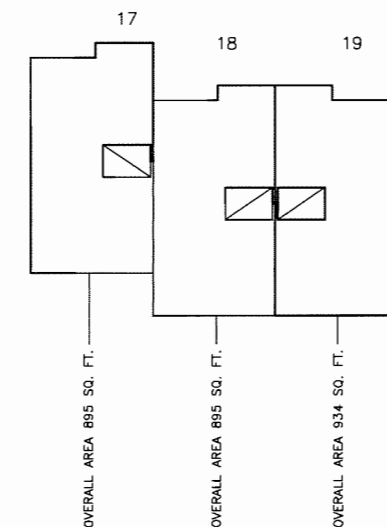 17
18
19
OVERALL AREA 895 SQ. FT.
OVERALL AREA 895 SQ. FT.
OVERALL AREA 934 SQ. FT.